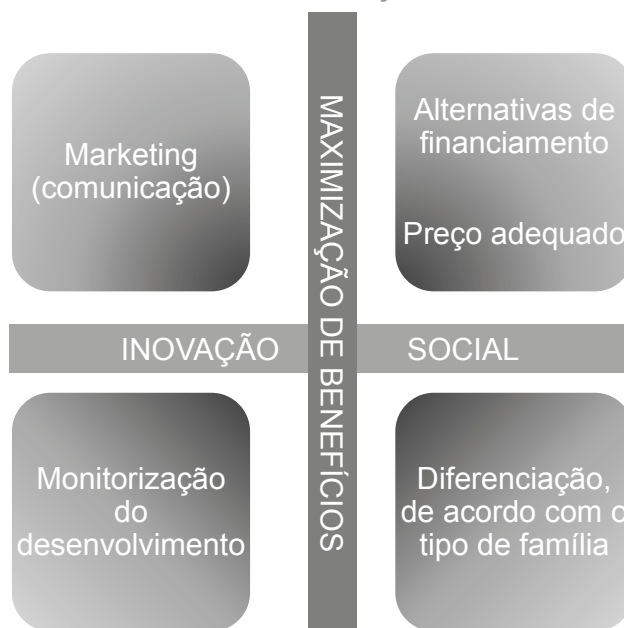 Marketing
(comunicação)
Alternativas de
financiamento
Preço adequado
MAXIMIZAÇÃO DE BENEFÍCIOS
INOVAÇÃO
SOCIAL
Monitorização
do
desenvolvimento
Diferenciação,
de acordo com o
tipo de família